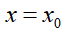 x = x₀